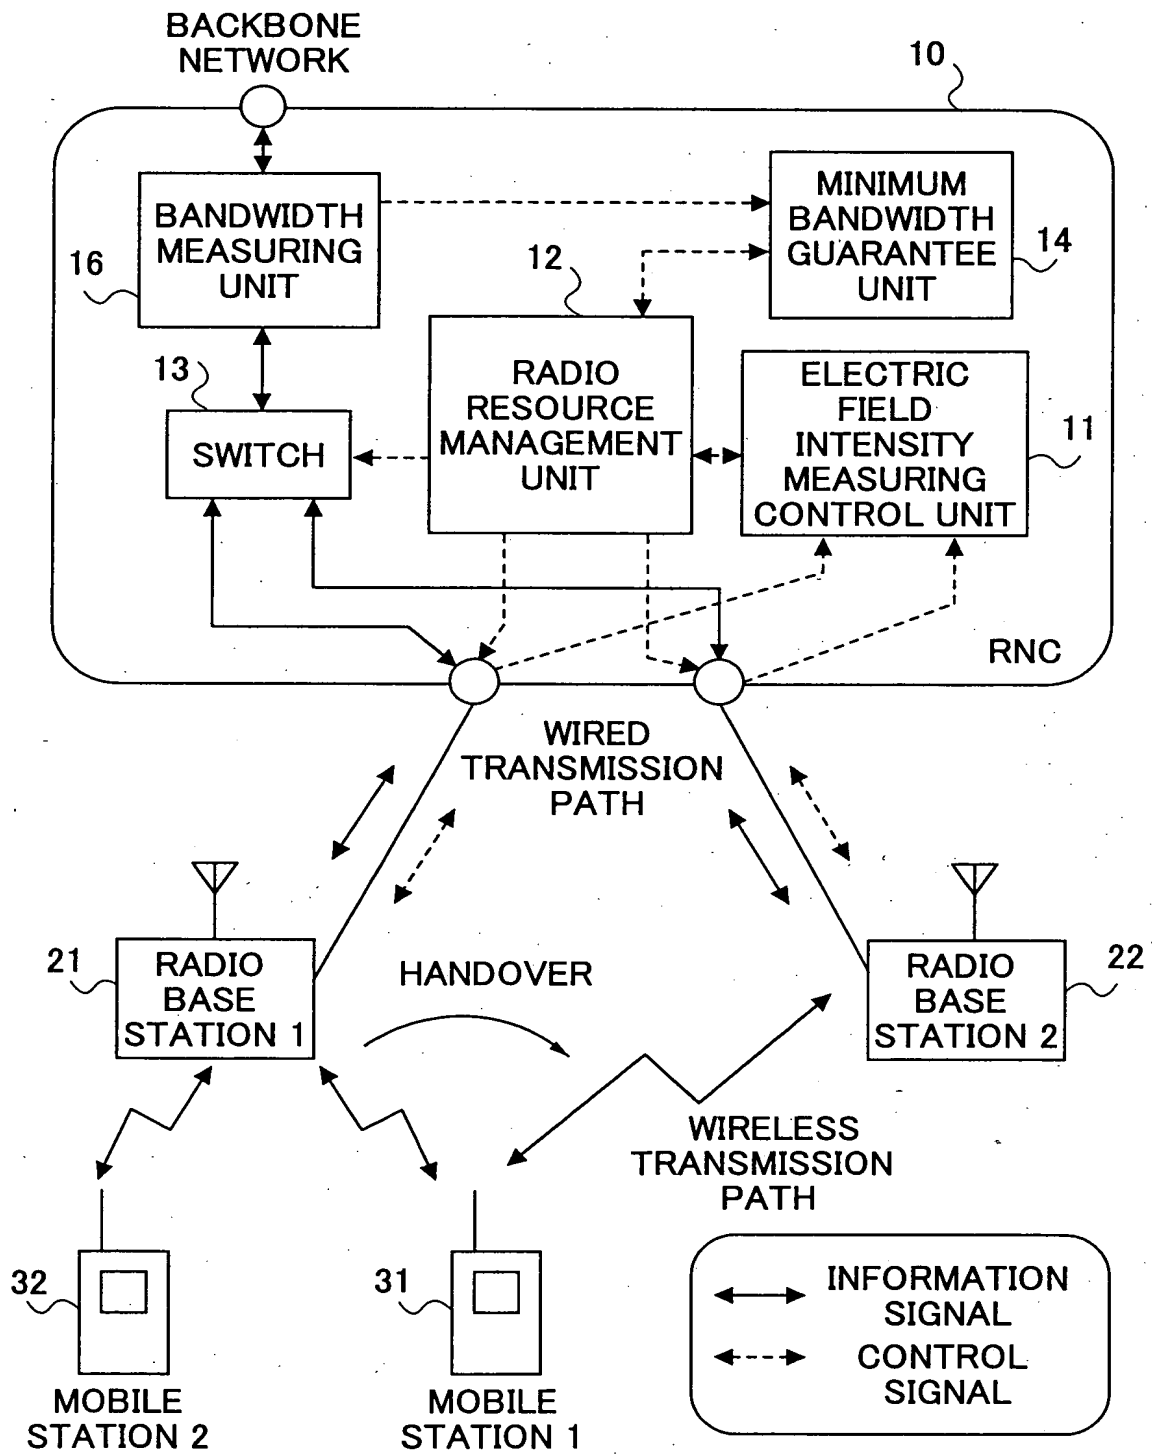 BACKBONE
NETWORK
10
BANDWIDTH
MEASURING
UNIT
16
MINIMUM
BANDWIDTH
GUARANTEE
UNIT
14
12
RADIO
RESOURCE
MANAGEMENT
UNIT
13
SWITCH
ELECTRIC
FIELD
INTENSITY
MEASURING
CONTROL UNIT
11
RNC
WIRED
TRANSMISSION
PATH
21
RADIO
BASE
STATION 1
HANDOVER
RADIO
BASE
STATION 2
22
WIRELESS
TRANSMISSION
PATH
32
MOBILE
STATION 2
31
MOBILE
STATION 1
INFORMATION
SIGNAL
CONTROL
SIGNAL